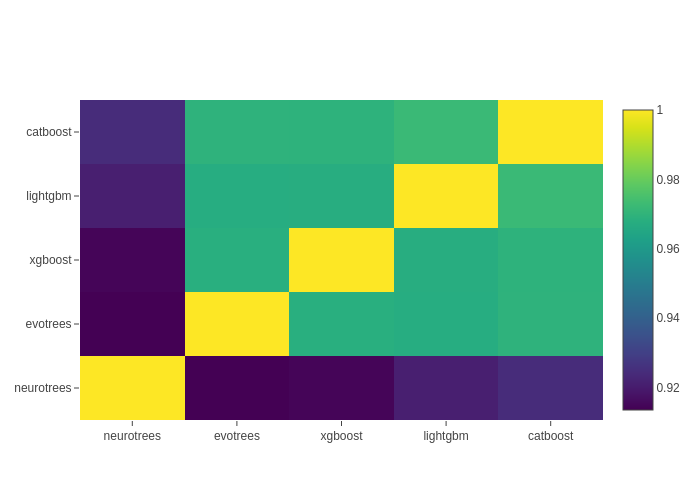 catboost
lightgbm
xgboost
evotrees
neurotrees
neurotrees evotrees xgboost lightgbm catboost
1
0.98
0.96
0.94
0.92